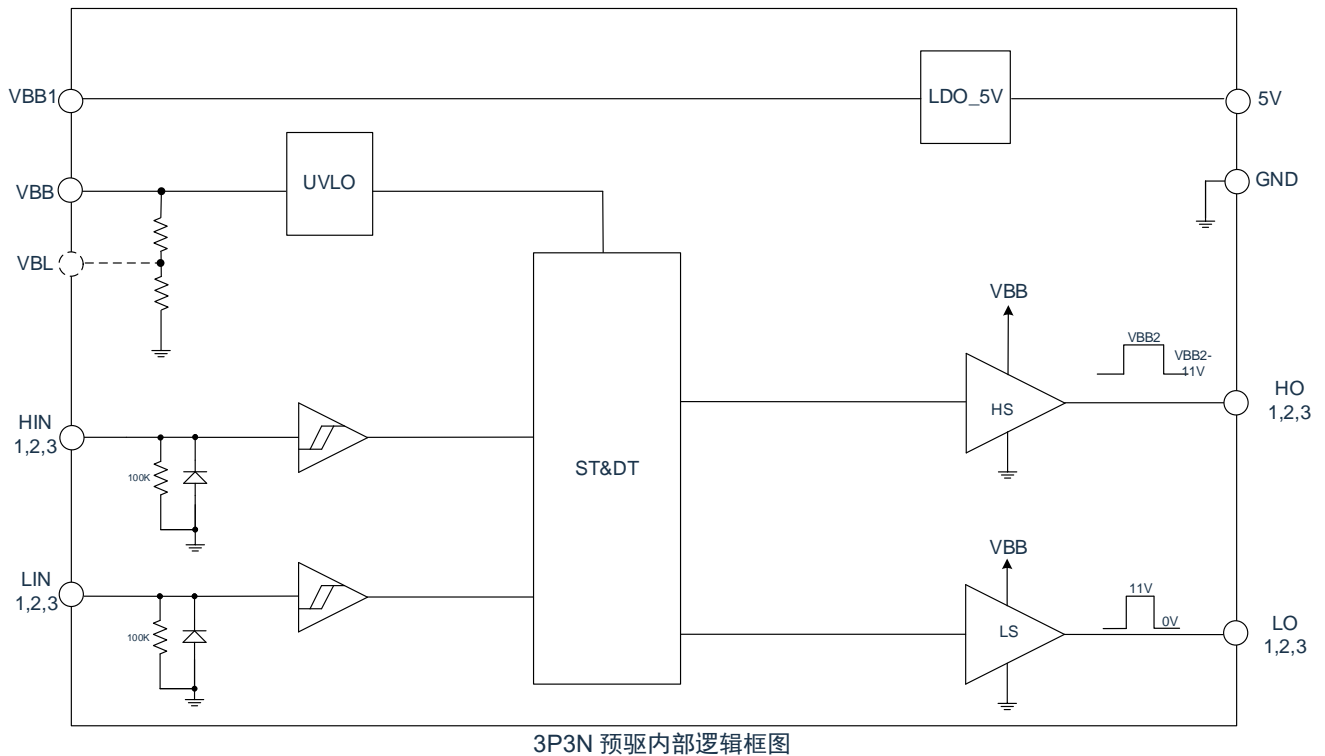 VBB1
LDO_5V
5V
VBB
UVLO
GND
VBL
VBB
VBB2
VBB2-
11V
HIN
1,2,3
100K
HS
HO
1,2,3
ST&DT
VBB
LIN
1,2,3
100K
LS
11V
0V
LO
1,2,3
3P3N 预驱内部逻辑框图